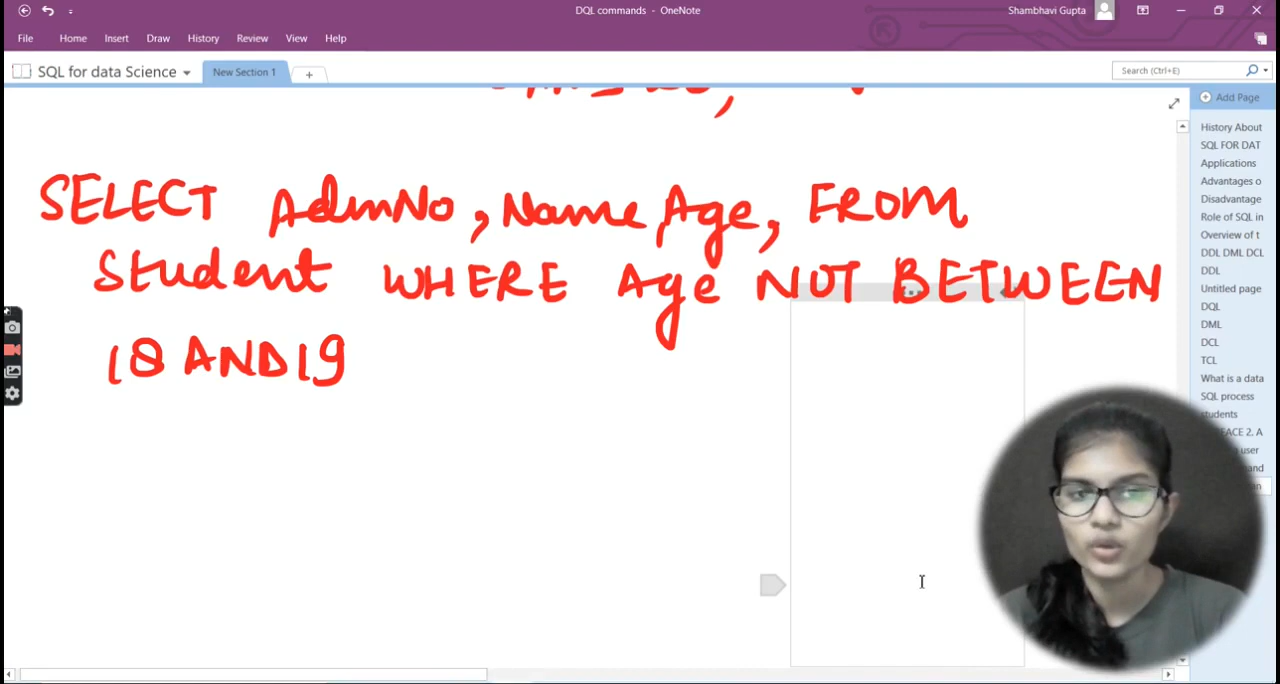 DQL commands - OneNote
Shambhavi Gupta
File Home Insert Draw History Review View Help
SQL for data Science
New Section 1
+
Search (Ctrl+E)
Add Page
SELECT AdmNo, Name, Age, FROM
Student WHERE Age NOT BETWEEN
18 AND 19
History About
SQL FOR DAT
Applications
Advantages o
Disadvantage
Role of SQL in
Overview of t
DDL DML DCL
DDL
Untitled page
DQL
DML
DCL
TCL
What is a data
SQL process
students
FACE 2. A
user